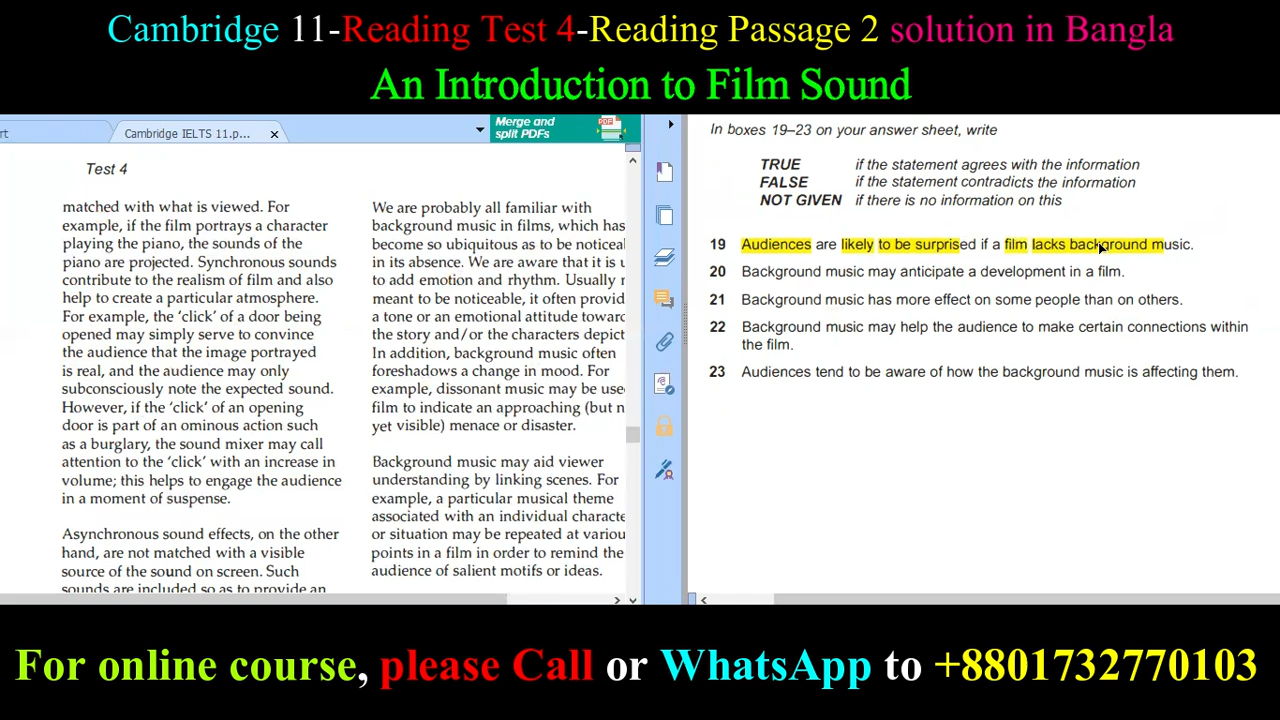 Cambridge 11-Reading Test 4-Reading Passage 2 solution in Bangla
An Introduction to Film Sound
rt
Cambridge IELTS 11.p...
Merge and
split PDFs
PDF
Test 4
matched with what is viewed. For
example, if the film portrays a character
playing the piano, the sounds of the
piano are projected. Synchronous sounds
contribute to the realism of film and also
help to create a particular atmosphere.
For example, the ‘click’ of a door being
opened may simply serve to convince
the audience that the image portrayed
is real, and the audience may only
subconsciously note the expected sound.
However, if the ‘click’ of an opening
door is part of an ominous action such
as a burglary, the sound mixer may call
attention to the ‘click’ with an increase in
volume; this helps to engage the audience
in a moment of suspense.
Asynchronous sound effects, on the other
hand, are not matched with a visible
source of the sound on screen. Such
sounds are included so as to provide an
We are probably all familiar with
background music in films, which has
become so ubiquitous as to be noticea
in its absence. We are aware that it is u
to add emotion and rhythm. Usually n
meant to be noticeable, it often provid
a tone or an emotional attitude towar
the story and/or the characters depict
In addition, background music often
foreshadows a change in mood. For
example, dissonant music may be use
film to indicate an approaching (but n
yet visible) menace or disaster.
Background music may aid viewer
understanding by linking scenes. For
example, a particular musical theme
associated with an individual characte
or situation may be repeated at variou
points in a film in order to remind the
audience of salient motifs or ideas.
In boxes 19–23 on your answer sheet, write
TRUE if the statement agrees with the information
FALSE if the statement contradicts the information
NOT GIVEN if there is no information on this
19 Audiences are likely to be surprised if a film lacks background music.
20 Background music may anticipate a development in a film.
21 Background music has more effect on some people than on others.
22 Background music may help the audience to make certain connections within
the film.
23 Audiences tend to be aware of how the background music is affecting them.
For online course, please Call or WhatsApp to +8801732770103